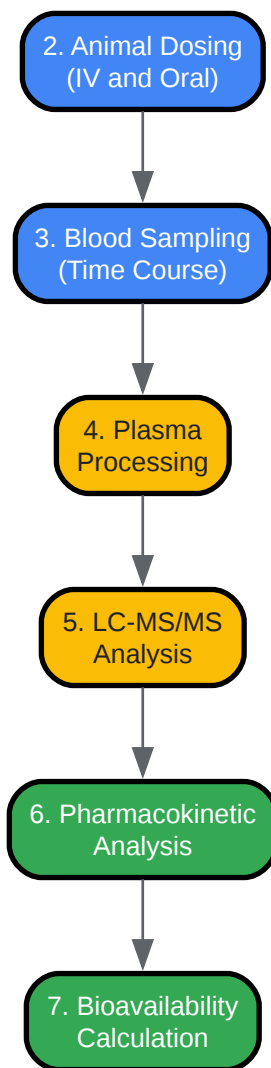 2. Animal Dosing
(IV and Oral)
3. Blood Sampling
(Time Course)
4. Plasma
Processing
5. LC-MS/MS
Analysis
6. Pharmacokinetic
Analysis
7. Bioavailability
Calculation